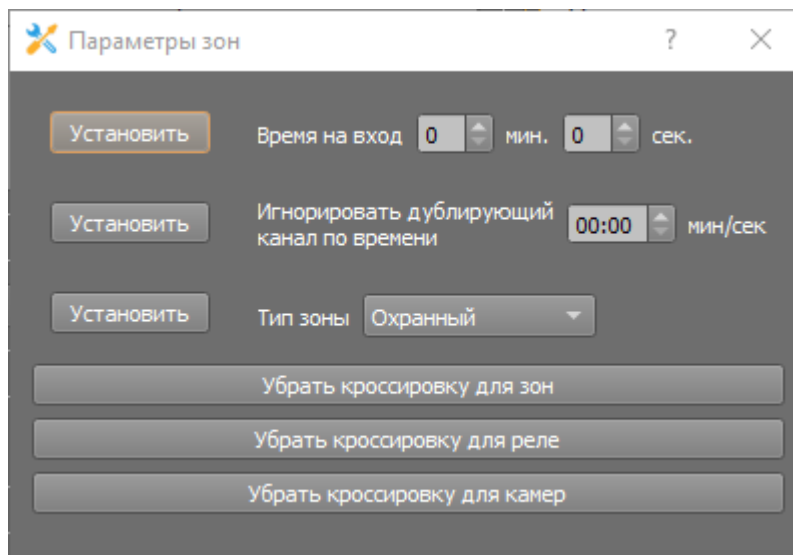 Параметры зон ?
Установить Время на вход 0 мин. 0 сек.
Установить Игнорировать дублирующий
канал по времени 00:00 мин/сек
Установить Тип зоны Охранный
Убрать кроссировку для зон
Убрать кроссировку для реле
Убрать кроссировку для камер